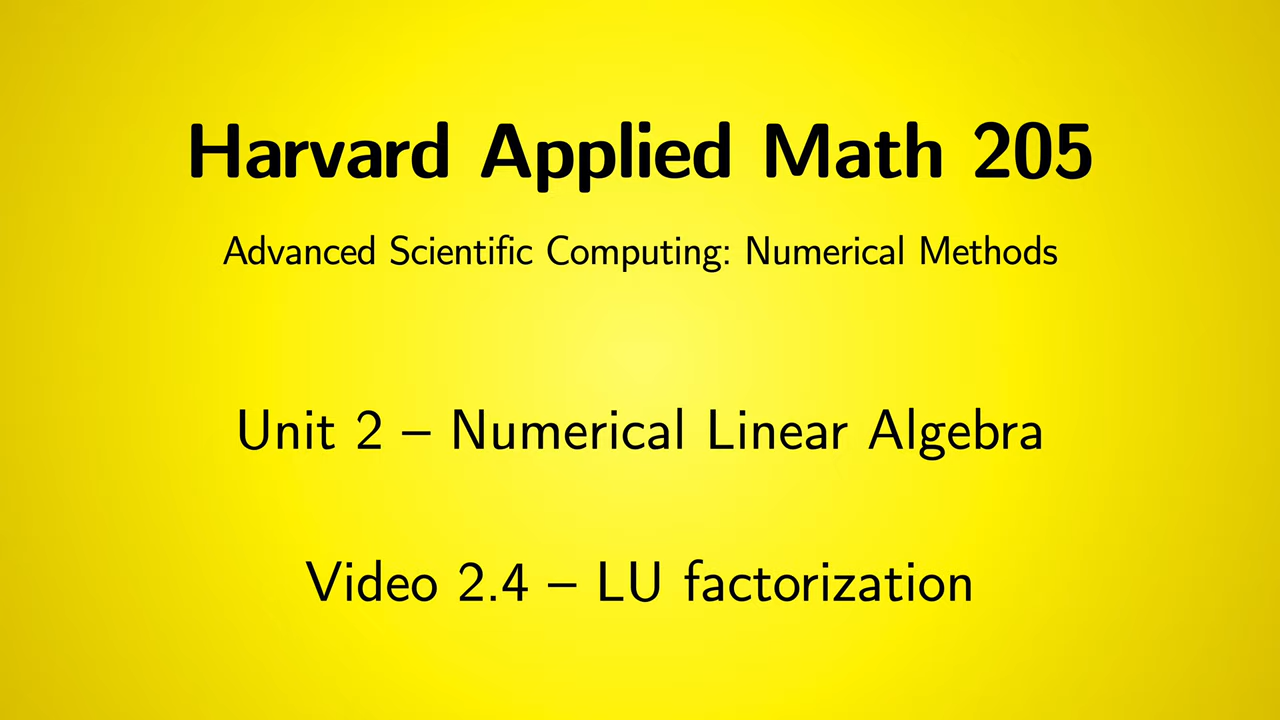 Harvard Applied Math 205
Advanced Scientific Computing: Numerical Methods
Unit 2 – Numerical Linear Algebra
Video 2.4 – LU factorization